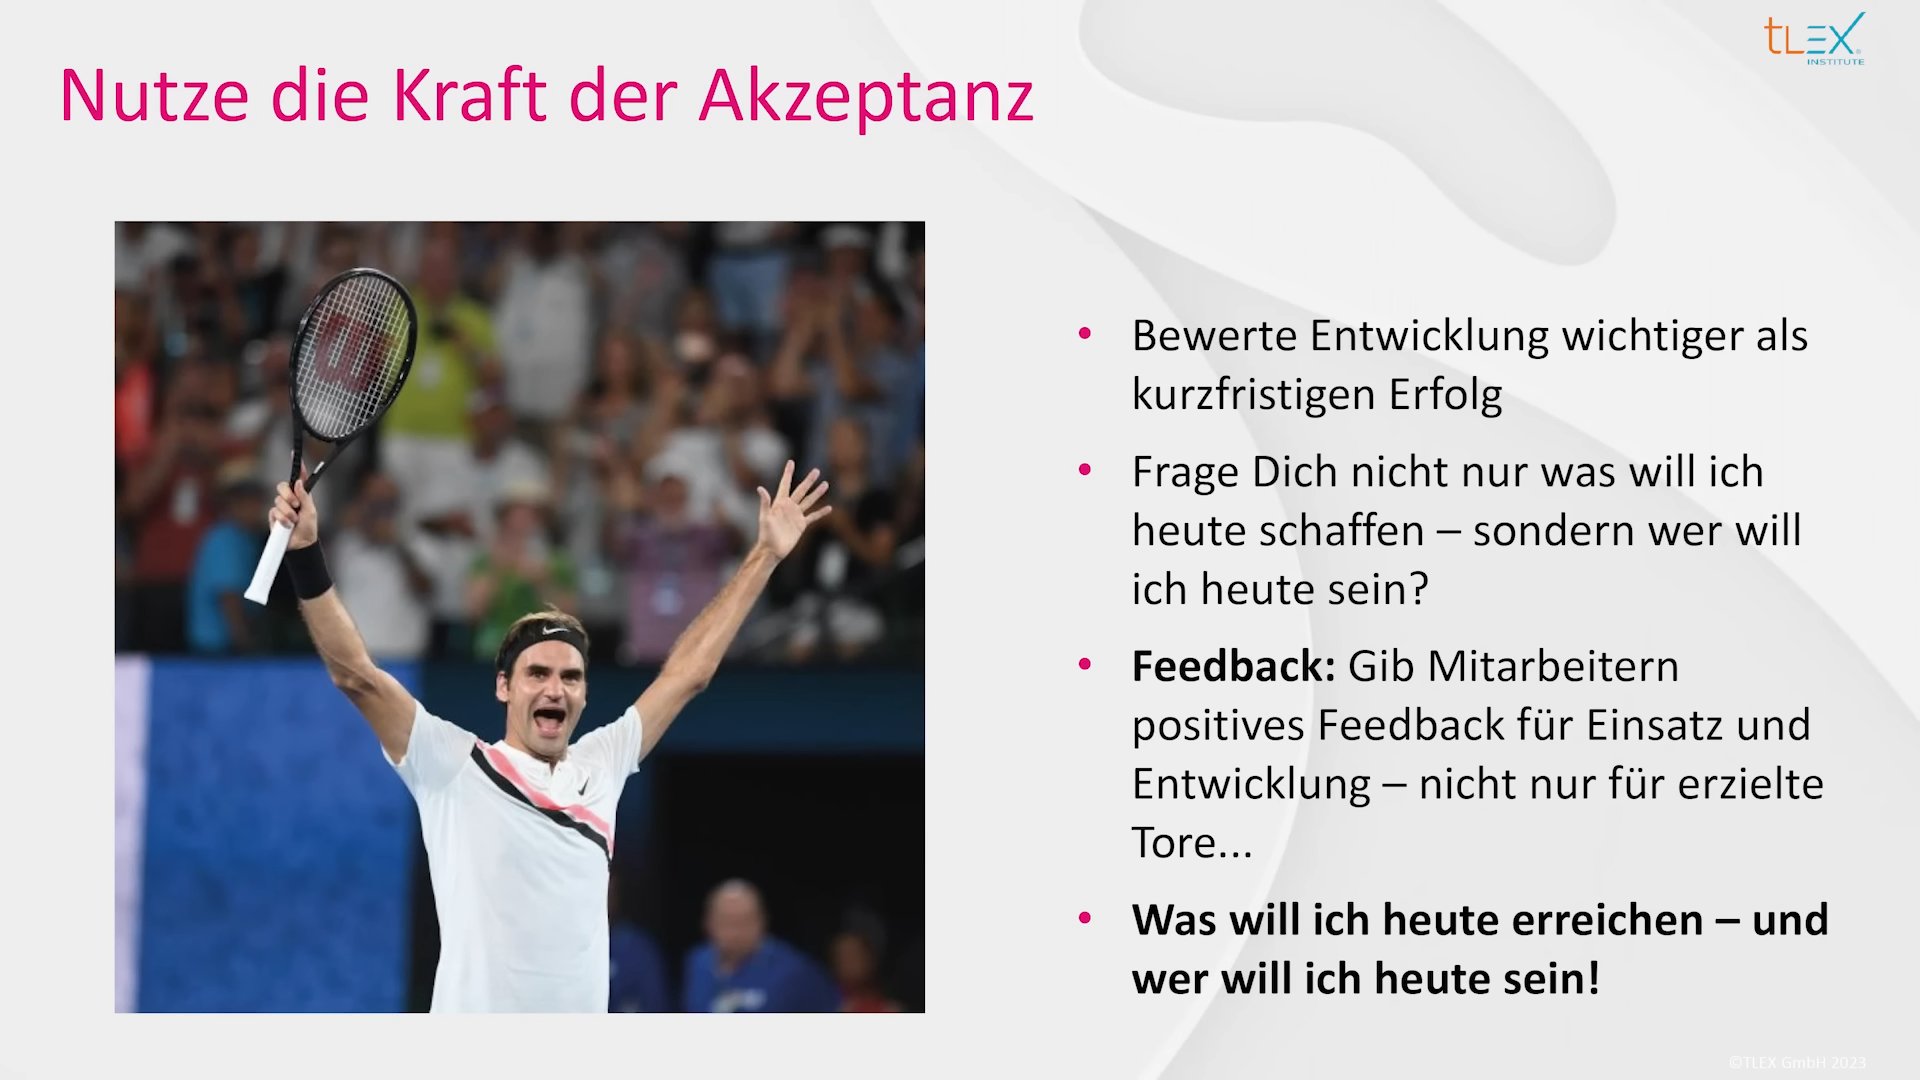 tLEX
INSTITUTE
Nutze die Kraft der Akzeptanz
• Bewerte Entwicklung wichtiger als
kurzfristigen Erfolg
• Frage Dich nicht nur was will ich
heute schaffen – sondern wer will
ich heute sein?
• Feedback: Gib Mitarbeitern
positives Feedback für Einsatz und
Entwicklung – nicht nur für erzielte
Tore...
• Was will ich heute erreichen – und
wer will ich heute sein!
©TLEX GmbH 2023